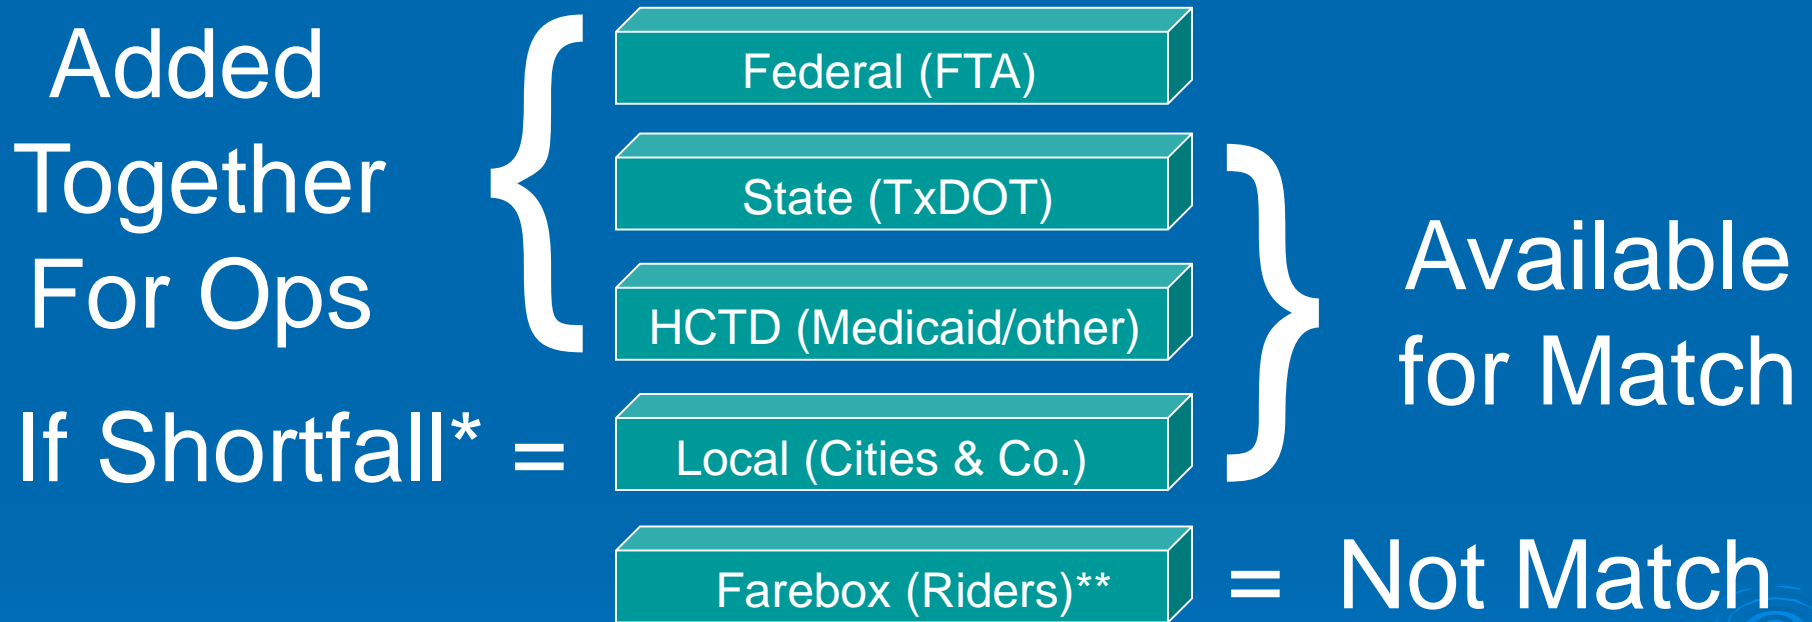 Added
Together
For Ops
If Shortfall* =
Federal (FTA)
State (TxDOT)
HCTD (Medicaid/other)
Local (Cities & Co.)
Farebox (Riders)**
Available
for Match
= Not Match